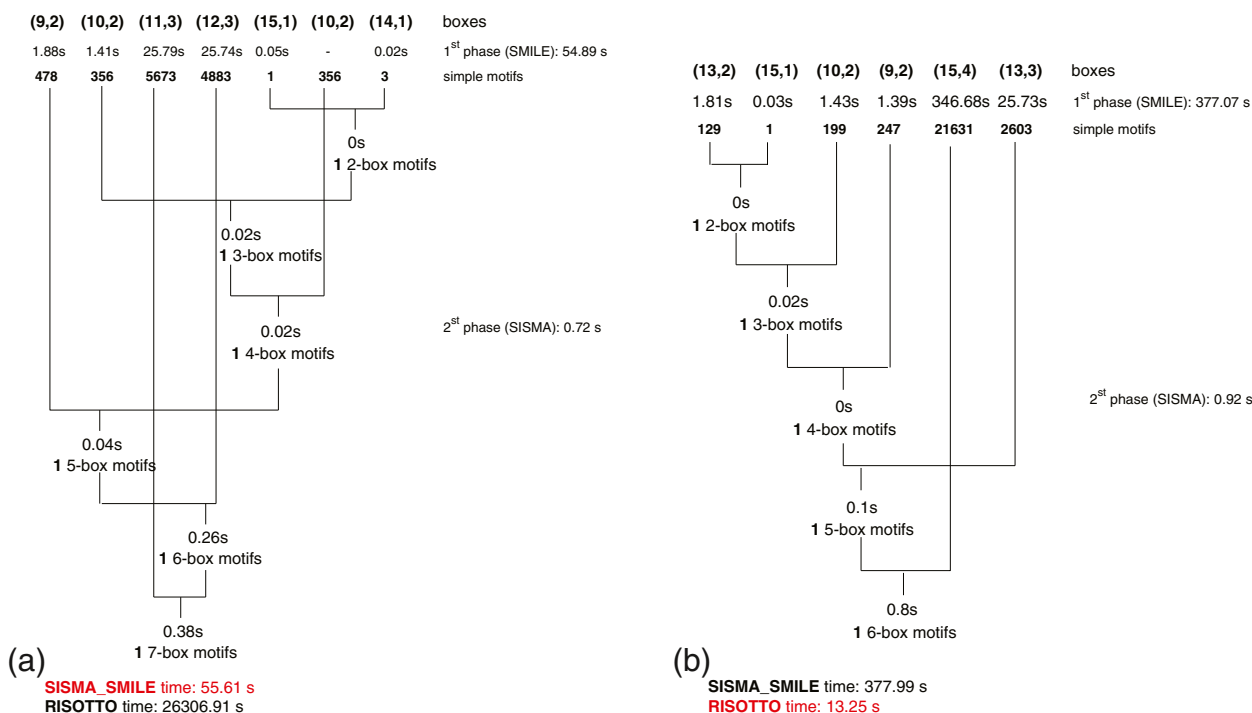 (9,2) (10,2) (11,3) (12,3) (15,1) (10,2) (14,1) boxes
1.88s 1.41s 25.79s 25.74s 0.05s - 0.02s 1st phase (SMILE): 54.89 s
478 356 5673 4883 1 356 3 simple motifs
0s
1 2-box motifs
0.02s
1 3-box motifs
0.02s
1 4-box motifs
2st phase (SISMA): 0.72 s
0.04s
1 5-box motifs
0.26s
1 6-box motifs
0.38s
1 7-box motifs
(a)
SISMA_SMILE time: 55.61 s
RISOTTO time: 26306.91 s
(13,2) (15,1) (10,2) (9,2) (15,4) (13,3) boxes
1.81s 0.03s 1.43s 1.39s 346.68s 25.73s 1st phase (SMILE): 377.07 s
129 1 199 247 21631 2603 simple motifs
0s
1 2-box motifs
0.02s
1 3-box motifs
0s
1 4-box motifs
2st phase (SISMA): 0.92 s
0.1s
1 5-box motifs
0.8s
1 6-box motifs
(b)
SISMA_SMILE time: 377.99 s
RISOTTO time: 13.25 s